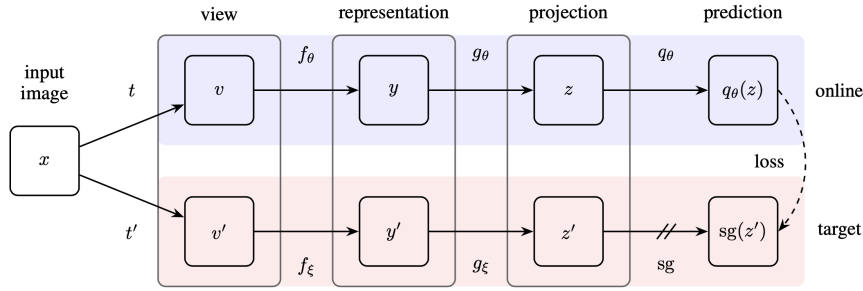 view representation projection prediction
input
image
t f_θ g_θ q_θ
v y z q_θ(z) online
x loss
t′ v′ y′ z′ sg(z′) target
f_ξ g_ξ sg